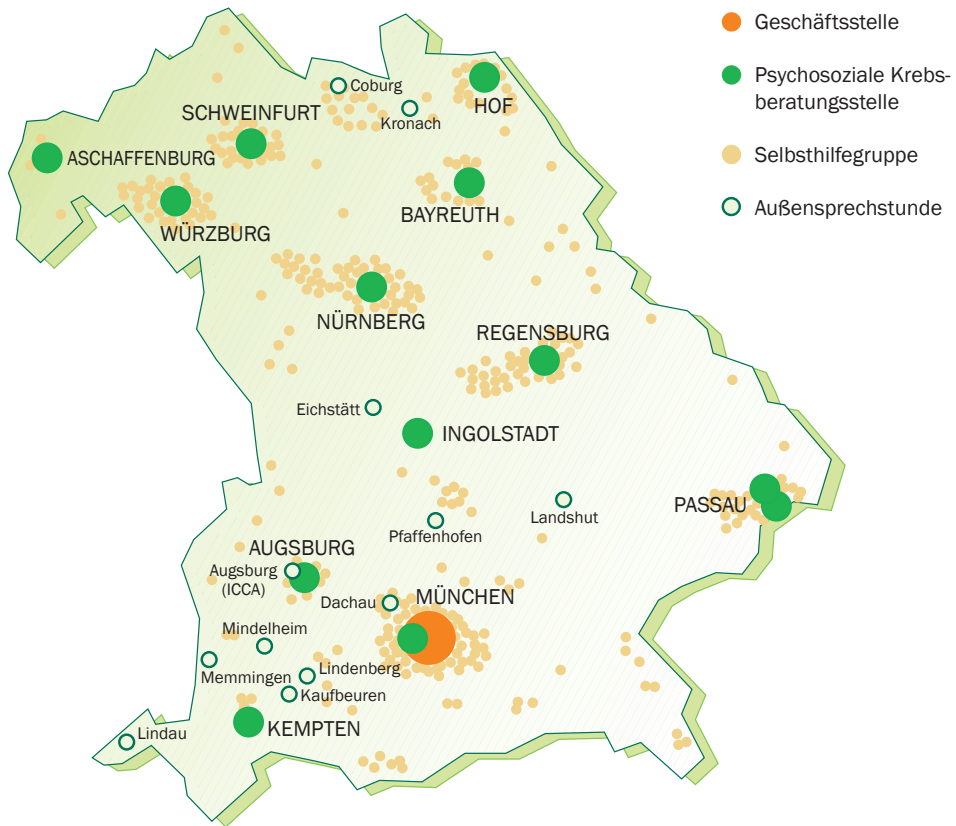 Geschäftsstelle
Psychosoziale Krebs-
beratungsstelle
Selbsthilfegruppe
Außensprechstunde
Coburg
Kronach
HOF
SCHWEINFURT
ASCHAFFENBURG
WÜRZBURG
BAYREUTH
NÜRNBERG
REGENSBURG
Eichstätt
INGOLSTADT
PASSAU
Landshut
Pfaffenhofen
AUGSBURG
Augsburg
(ICCA)
Dachau
MÜNCHEN
Mindelheim
Memmingen
Lindenberg
Kaufbeuren
KEMPTEN
Lindau